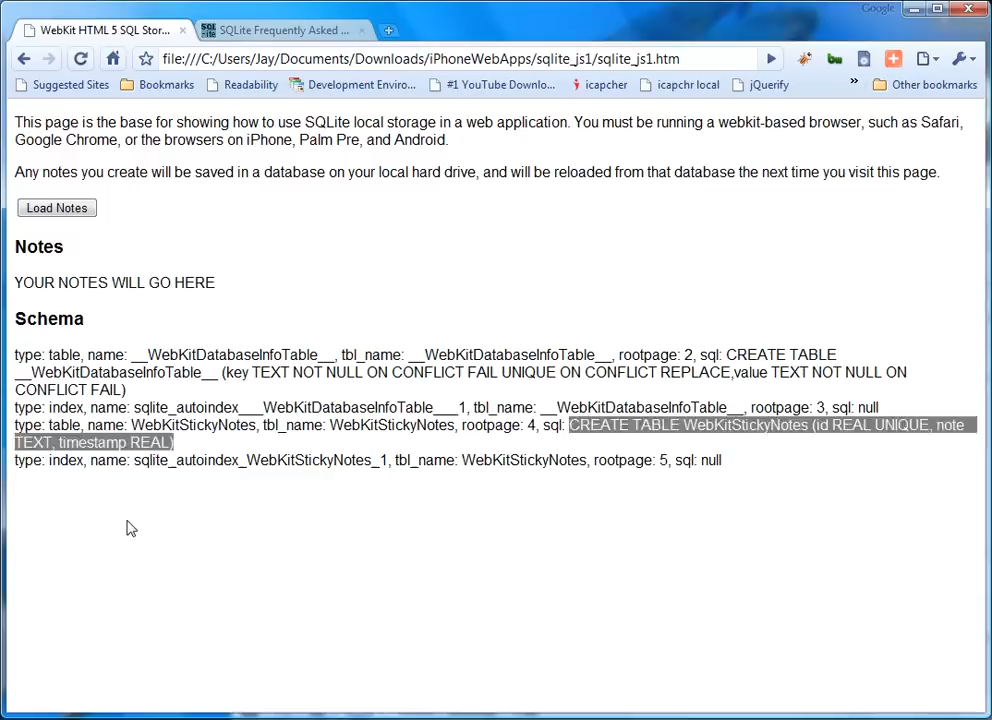 Google
WebKit HTML 5 SQL Stor...
SQLite Frequently Asked ...
file:///C:/Users/Jay/Documents/Downloads/iPhoneWebApps/sqlite_js1/sqlite_js1.htm
Suggested Sites Bookmarks Readability Development Enviro... #1 YouTube Downlo... icapcher icapchr local jQuerify » Other bookmarks
This page is the base for showing how to use SQLite local storage in a web application. You must be running a webkit-based browser, such as Safari,
Google Chrome, or the browsers on iPhone, Palm Pre, and Android.
Any notes you create will be saved in a database on your local hard drive, and will be reloaded from that database the next time you visit this page.
Load Notes
Notes
YOUR NOTES WILL GO HERE
Schema
type: table, name: __WebKitDatabaseInfoTable__, tbl_name: __WebKitDatabaseInfoTable__, rootpage: 2, sql: CREATE TABLE
__WebKitDatabaseInfoTable__ (key TEXT NOT NULL ON CONFLICT FAIL UNIQUE ON CONFLICT REPLACE,value TEXT NOT NULL ON
CONFLICT FAIL)
type: index, name: sqlite_autoindex___WebKitDatabaseInfoTable___1, tbl_name: __WebKitDatabaseInfoTable__, rootpage: 3, sql: null
type: table, name: WebKitStickyNotes, tbl_name: WebKitStickyNotes, rootpage: 4, sql: CREATE TABLE WebKitStickyNotes (id REAL UNIQUE, note
TEXT, timestamp REAL)
type: index, name: sqlite_autoindex_WebKitStickyNotes_1, tbl_name: WebKitStickyNotes, rootpage: 5, sql: null